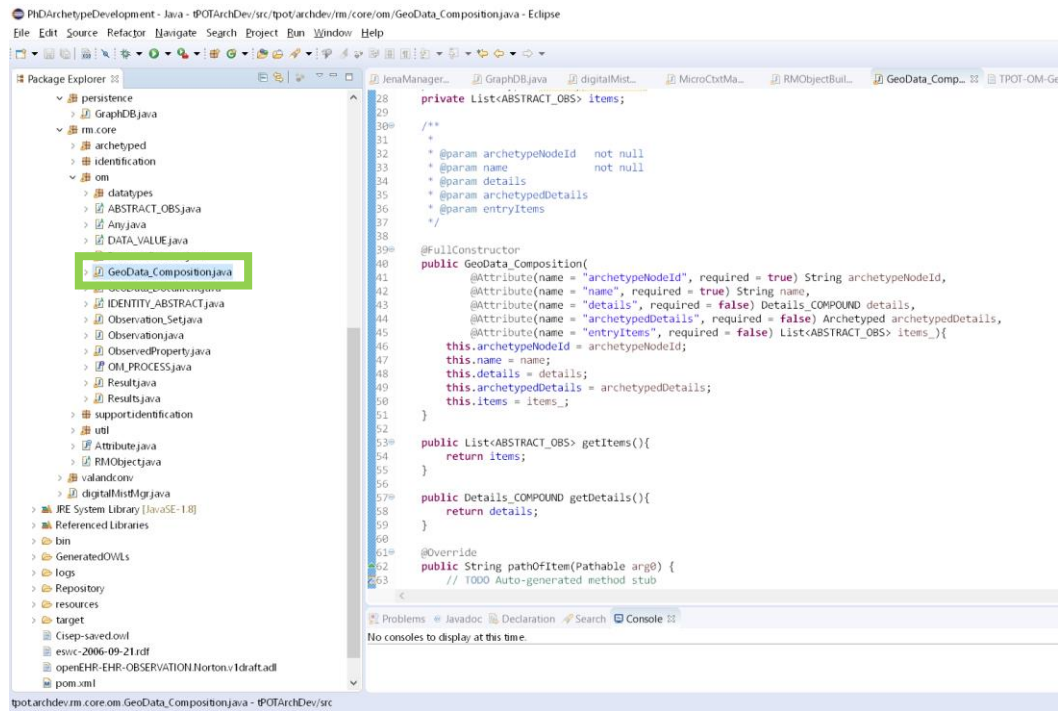 PhDArchetypeDevelopment - Java - tPOTArchDev/src/tpot/archdev/rm/core/om/GeoData_Composition.java - Eclipse
File Edit Source Refactor Navigate Search Project Run Window Help
Package Explorer
persistence
GraphDB.java
rm.core
archetyped
identification
om
datatypes
ABSTRACT_OBS.java
Any.java
DATA_VALUE.java
GeoData_Composition.java
IDENTITY_ABSTRACT.java
Observation_Set.java
Observation.java
ObservedProperty.java
OM_PROCESS.java
Result.java
Results.java
support.identification
util
Attribute.java
RMObject.java
valandconv
digitalMistMgr.java
JRE System Library [JavaSE-1.8]
Referenced Libraries
bin
GeneratedOWLs
logs
Repository
resources
target
Cisep-saved.owl
eswc-2006-09-21.rdf
openEHR-EHR-OBSERVATION.Norton.v1draft.adl
pom.xml
JenaManager... GraphDB.java digitalMist... MicroCtxtMa... RMObjectBuil... GeoData_Comp... TPOT-OM-Ge
28 private List<ABSTRACT_OBS> items;
29
30 /**
31 *
32 * @param archetypeNodeId not null
33 * @param name not null
34 * @param details
35 * @param archetypedDetails
36 * @param entryItems
37 */
38
39 @FullConstructor
40 public GeoData_Composition(
41 @Attribute(name = "archetypeNodeId", required = true) String archetypeNodeId,
42 @Attribute(name = "name", required = true) String name,
43 @Attribute(name = "details", required = false) Details_COMPOUND details,
44 @Attribute(name = "archetypedDetails", required = false) Archetyped archetypedDetails,
45 @Attribute(name = "entryItems", required = false) List<ABSTRACT_OBS> items_){
46 this.archetypeNodeId = archetypeNodeId;
47 this.name = name;
48 this.details = details;
49 this.archetypedDetails = archetypedDetails;
50 this.items = items_;
51 }
52
53 public List<ABSTRACT_OBS> getItems(){
54 return items;
55 }
56
57 public Details_COMPOUND getDetails(){
58 return details;
59 }
60
61 @Override
62 public String pathOfItem(Pathable arg0) {
63 // TODO Auto-generated method stub
Problems Javadoc Declaration Search Console
No consoles to display at this time.
tpot.archdev.rm.core.om.GeoData_Composition.java - tPOTArchDev/src